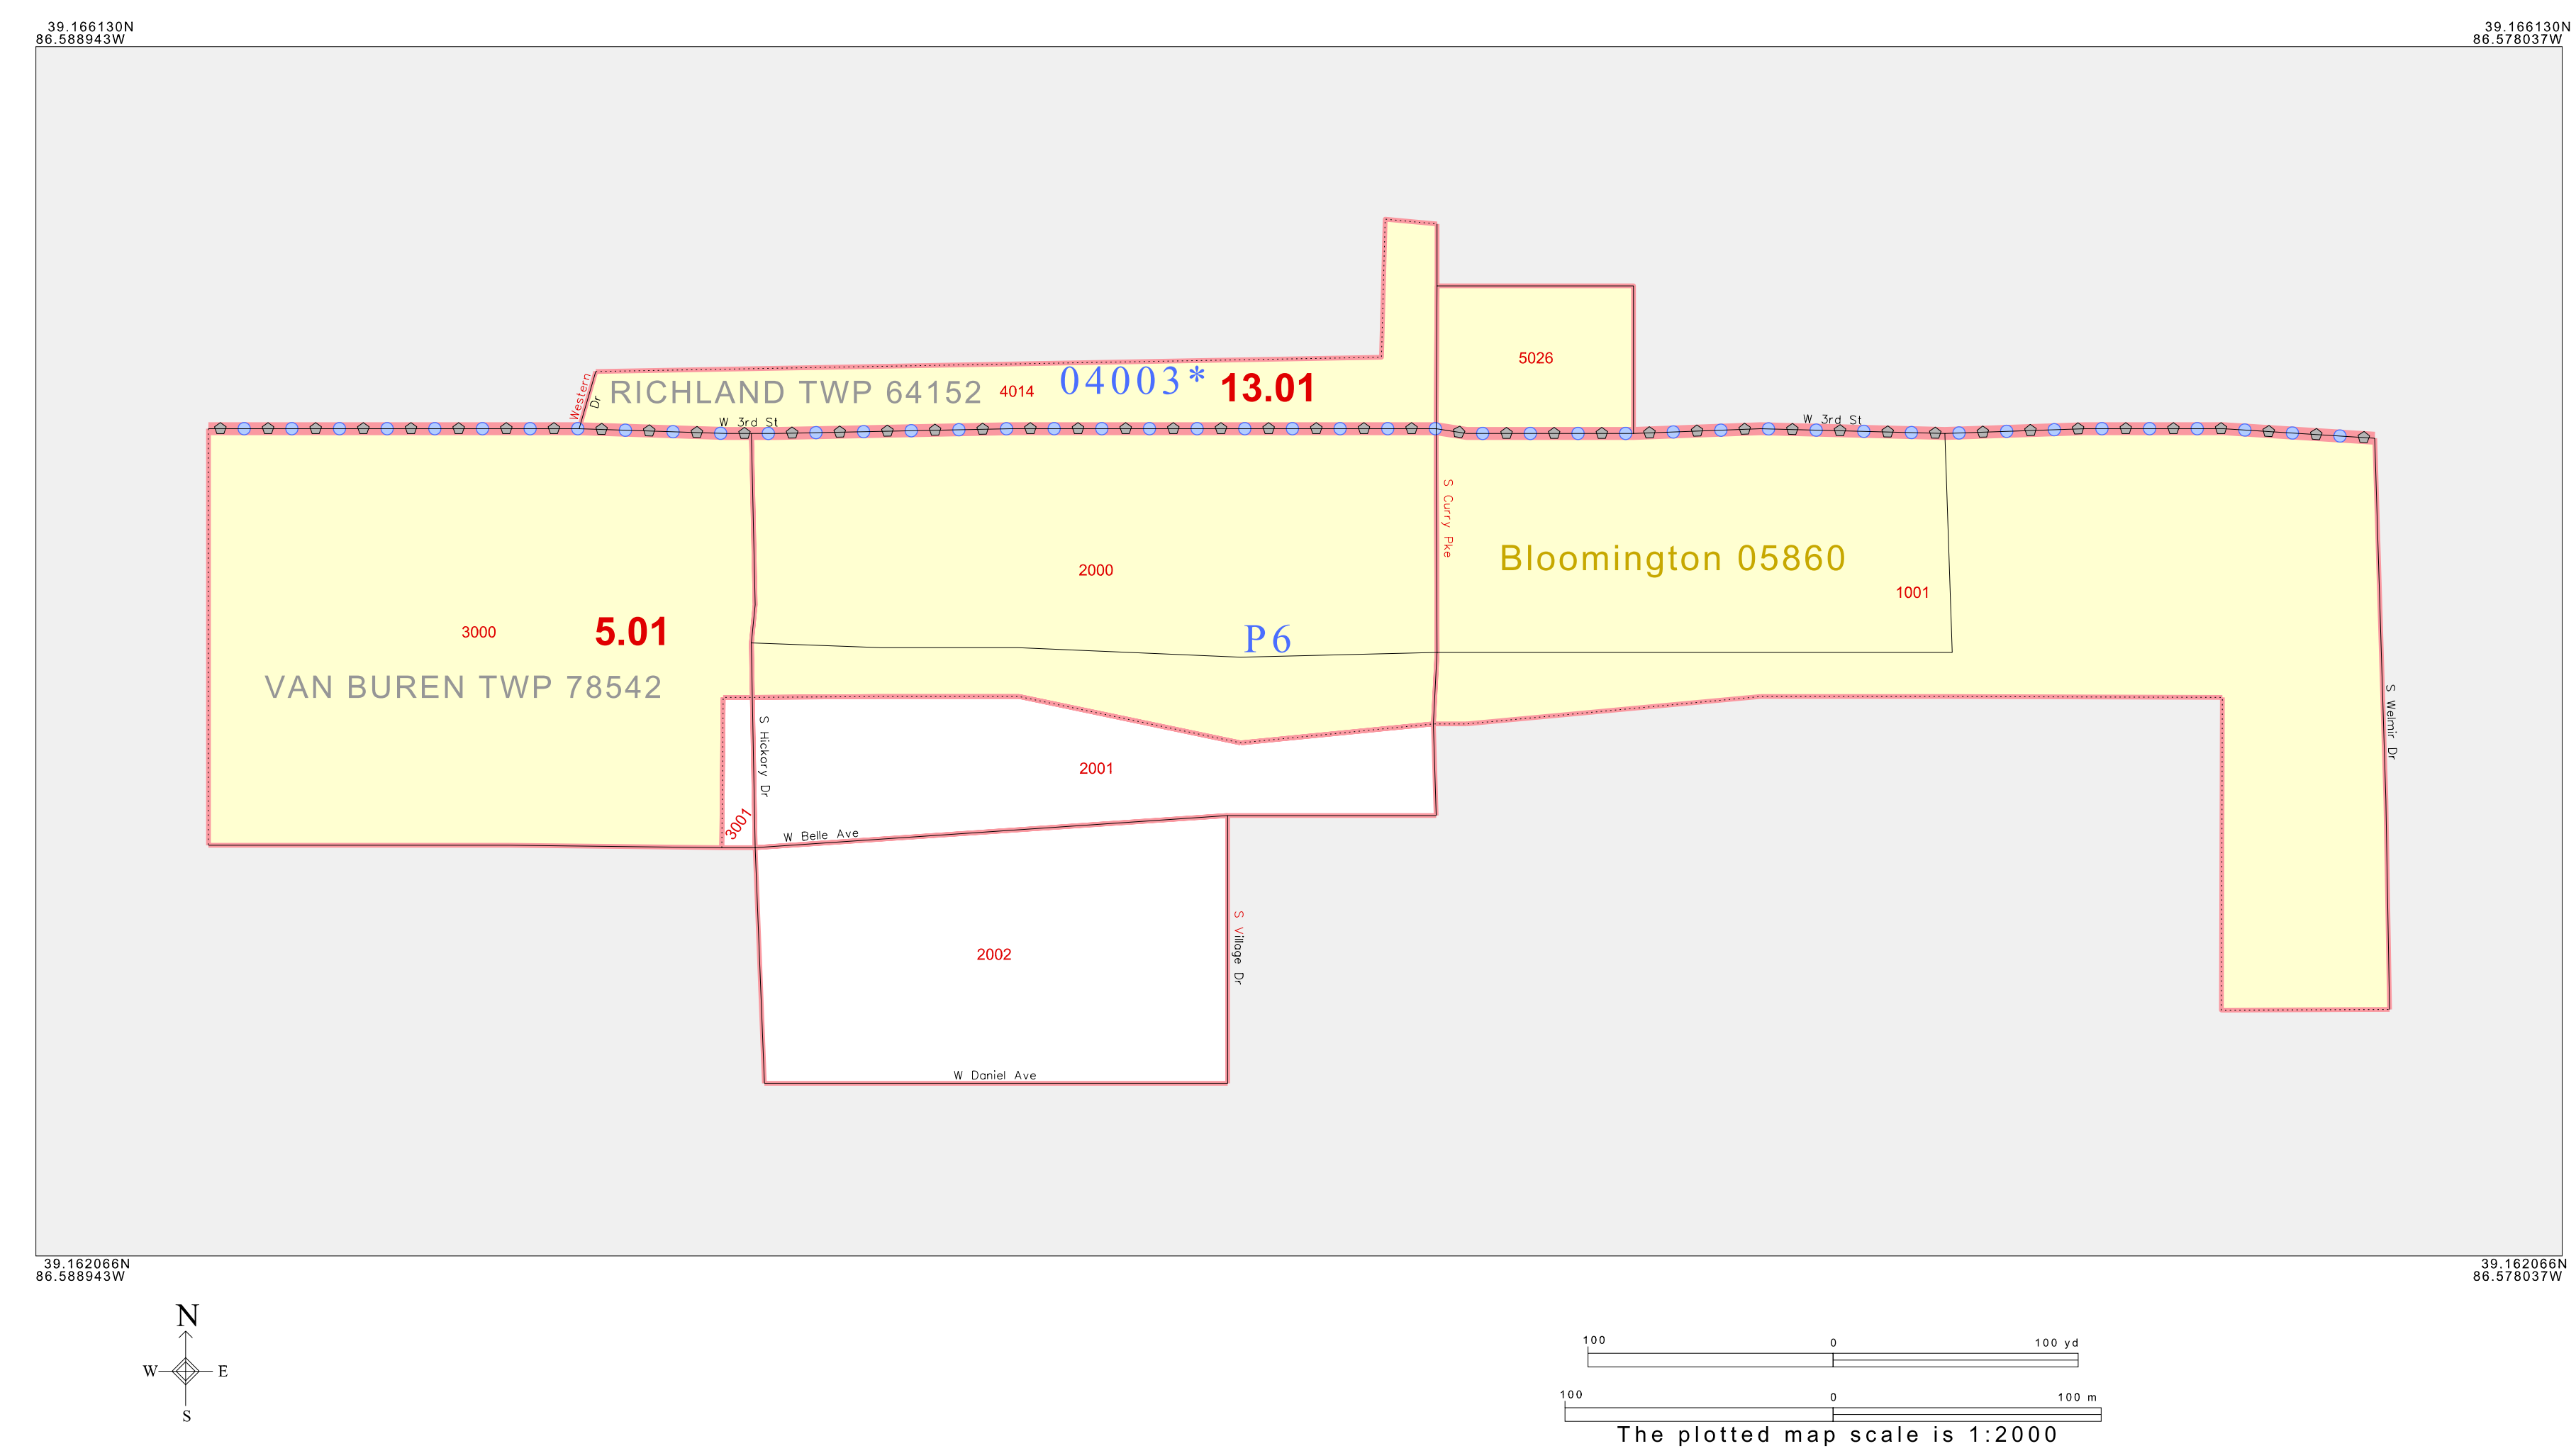 39.166130N
86.588943W
39.166130N
86.578037W
5026
Western Dr
RICHLAND TWP 64152
4014
04003*
13.01
W 3rd St
W 3rd St
S Curry Pke
Bloomington 05860
2000
1001
3000
5.01
P6
VAN BUREN TWP 78542
S Hickory Dr
S Welmir Dr
2001
3001
W Belle Ave
2002
S Village Dr
W Daniel Ave
39.162066N
86.588943W
39.162066N
86.578037W
N
W
E
S
100 0 100 yd
100 0 100 m
The plotted map scale is 1:2000